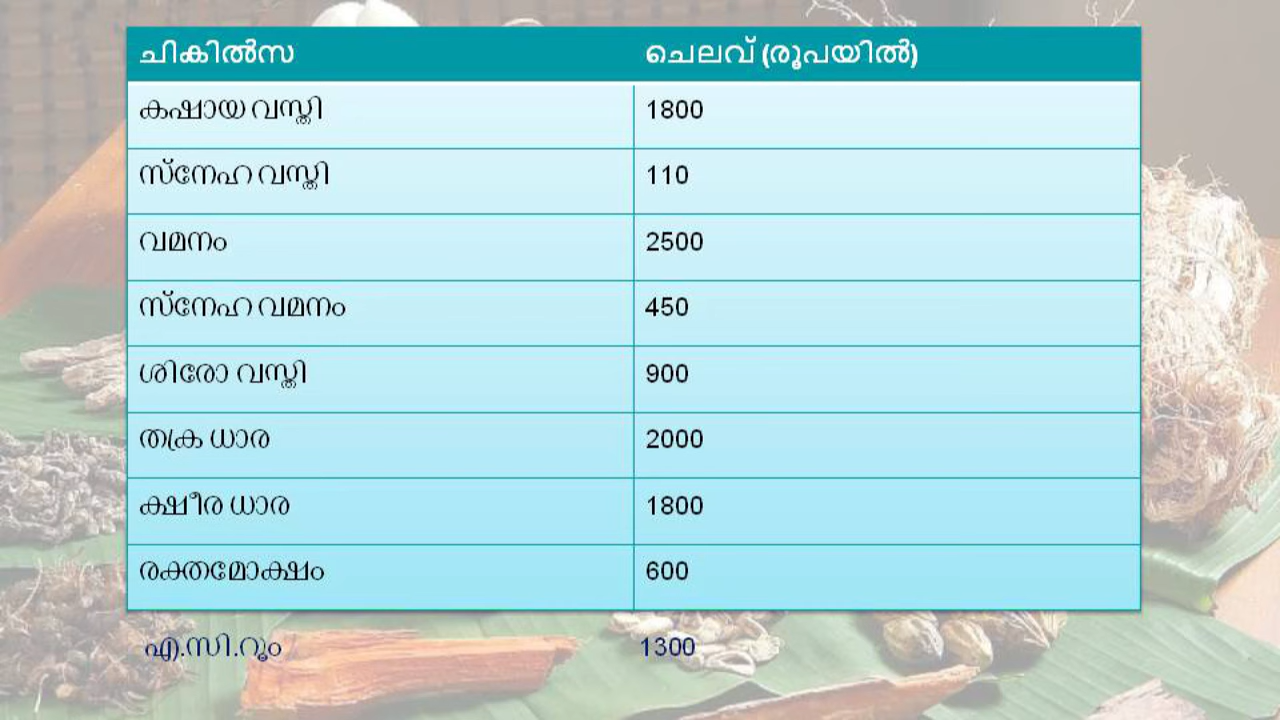 ചികിൽസ ചെലവ് (രൂപയിൽ)
കഷായ വസ്തി 1800
സ്നേഹ വസ്തി 110
വമനം 2500
സ്നേഹ വമനം 450
ശിരോ വസ്തി 900
തക്ര ധാര 2000
ക്ഷീര ധാര 1800
രക്തമോക്ഷം 600
എ.സി.റൂം 1300